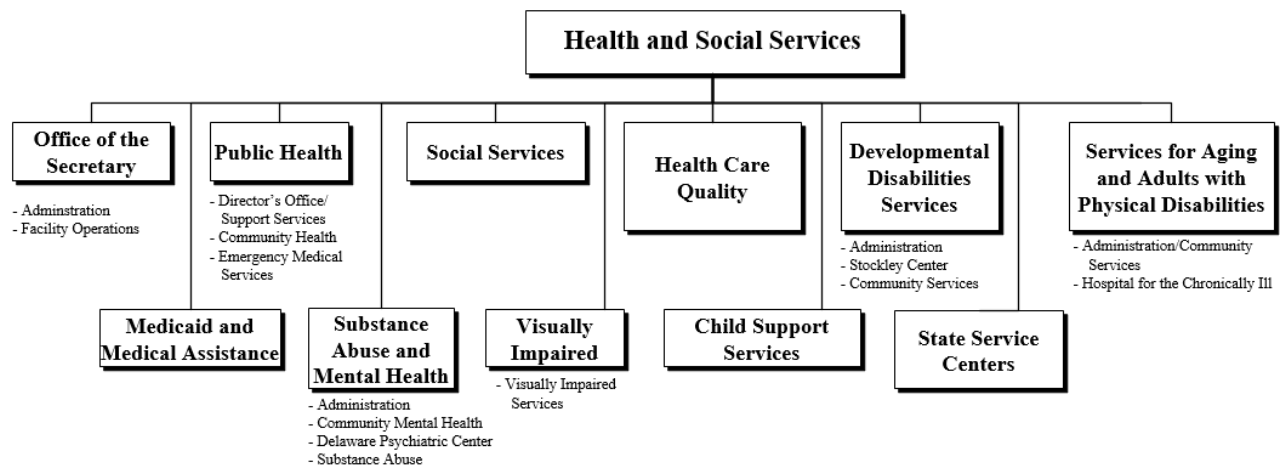 Health and Social Services
Office of the
Secretary
- Adminstration
- Facility Operations
Public Health
- Director's Office/
Support Services
- Community Health
- Emergency Medical
Services
Social Services
Health Care
Quality
Developmental
Disabilities
Services
- Administration
- Stockley Center
- Community Services
Services for Aging
and Adults with
Physical Disabilities
- Administration/Community
Services
- Hospital for the Chronically Ill
Medicaid and
Medical Assistance
Substance
Abuse and
Mental Health
- Administration
- Community Mental Health
- Delaware Psychiatric Center
- Substance Abuse
Visually
Impaired
- Visually Impaired
Services
Child Support
Services
State Service
Centers